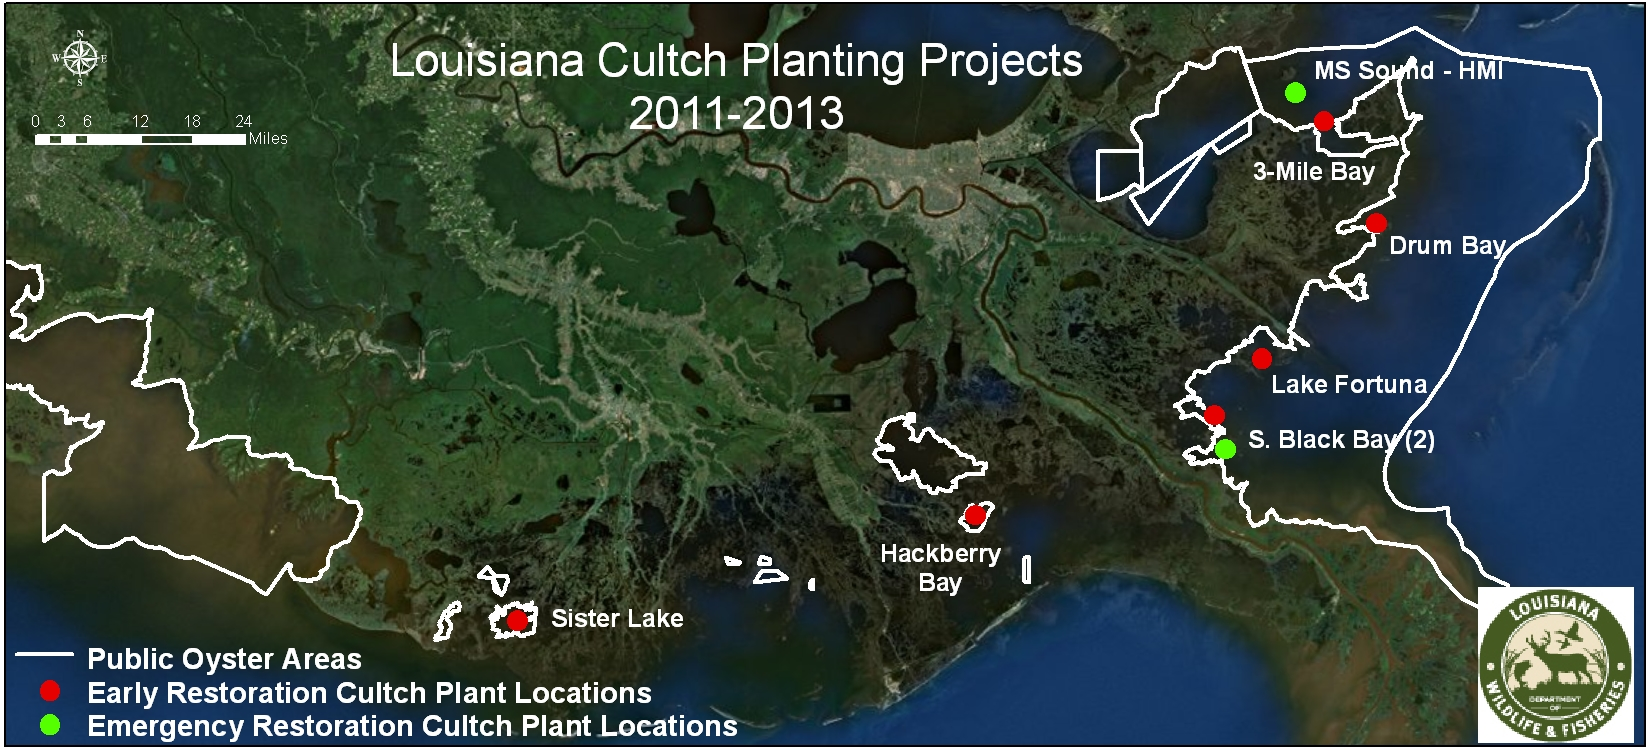 Louisiana Cultch Planting Projects
2011-2013
N
W E
S
0 3 6 12 18 24
Miles
MS Sound - HMI
3-Mile Bay
Drum Bay
Lake Fortuna
S. Black Bay (2)
Hackberry
Bay
Sister Lake
Public Oyster Areas
Early Restoration Cultch Plant Locations
Emergency Restoration Cultch Plant Locations
LOUISIANA
DEPARTMENT
OF
WILDLIFE & FISHERIES